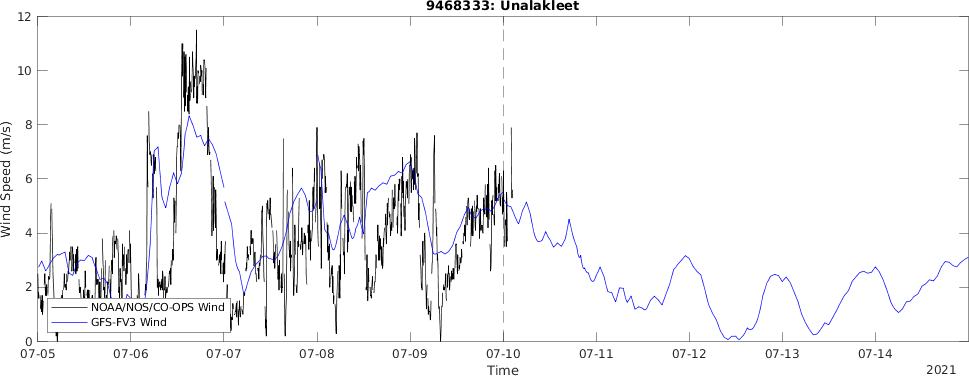 9468333: Unalakleet
12
10
8
6
4
2
0
Wind Speed (m/s)
NOAA/NOS/CO-OPS Wind
GFS-FV3 Wind
07-05 07-06 07-07 07-08 07-09 07-10 07-11 07-12 07-13 07-14
Time
2021